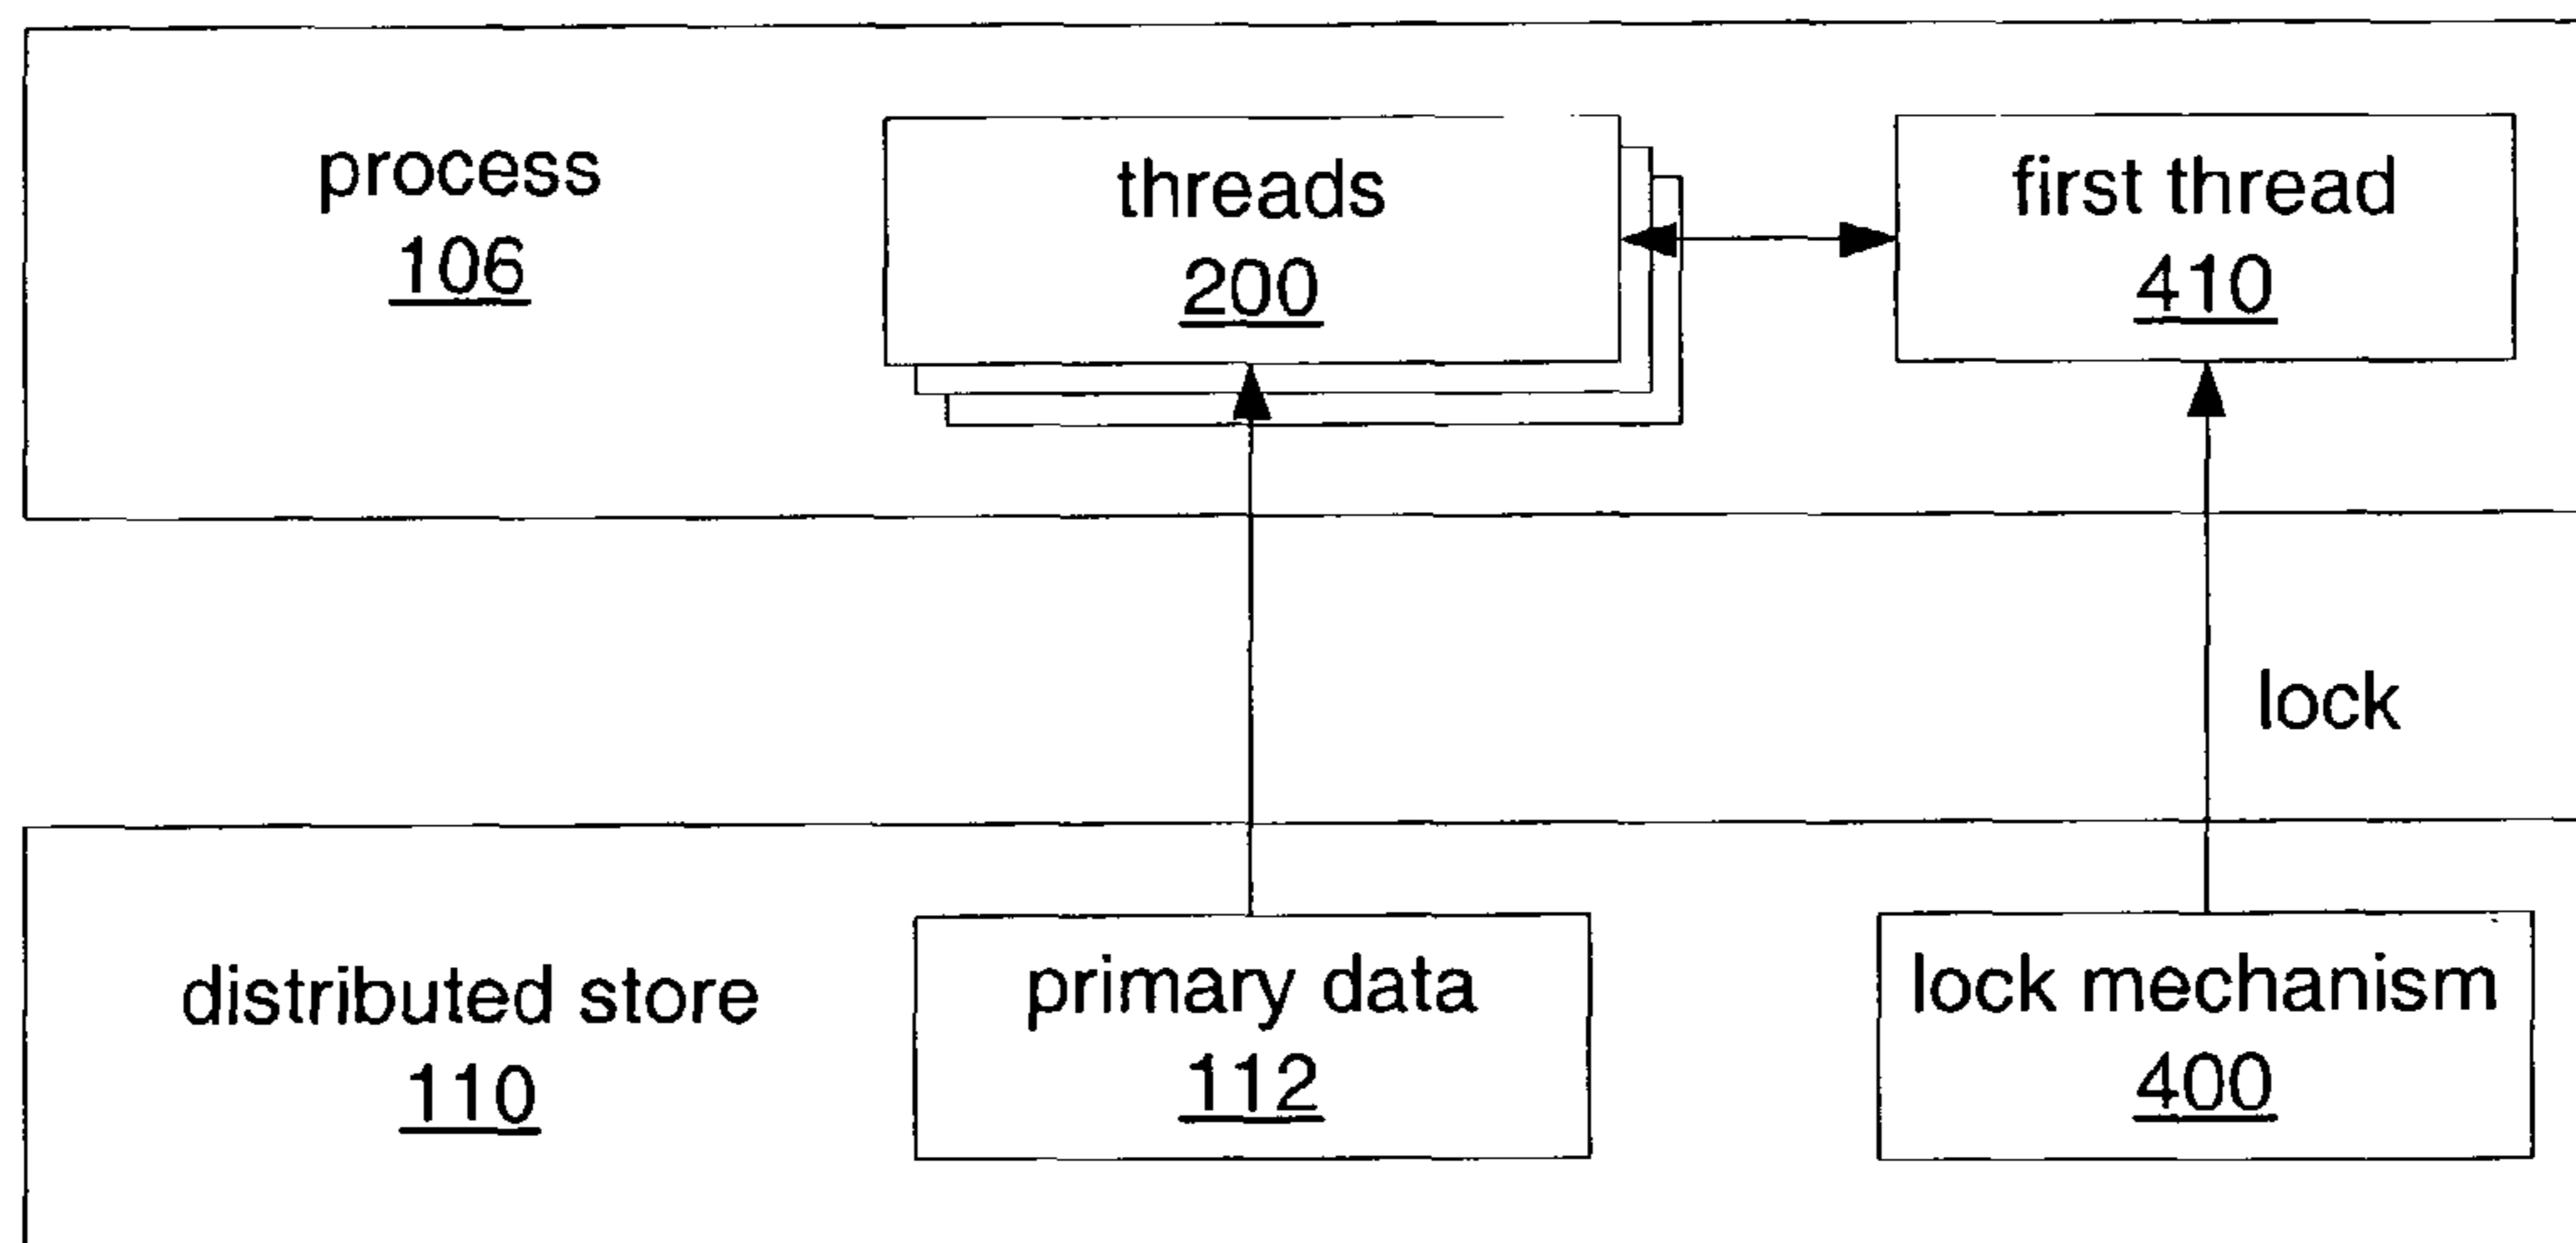 process
106
threads
200
first thread
410
lock
distributed store
110
primary data
112
lock mechanism
400